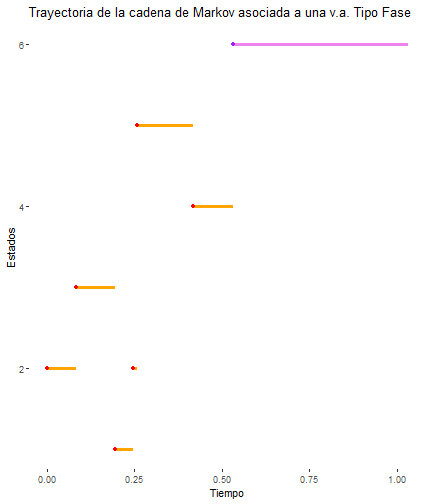 Trayectoria de la cadena de Markov asociada a una v.a. Tipo Fase
6
4
2
Estados
0.00 0.25 0.50 0.75 1.00
Tiempo